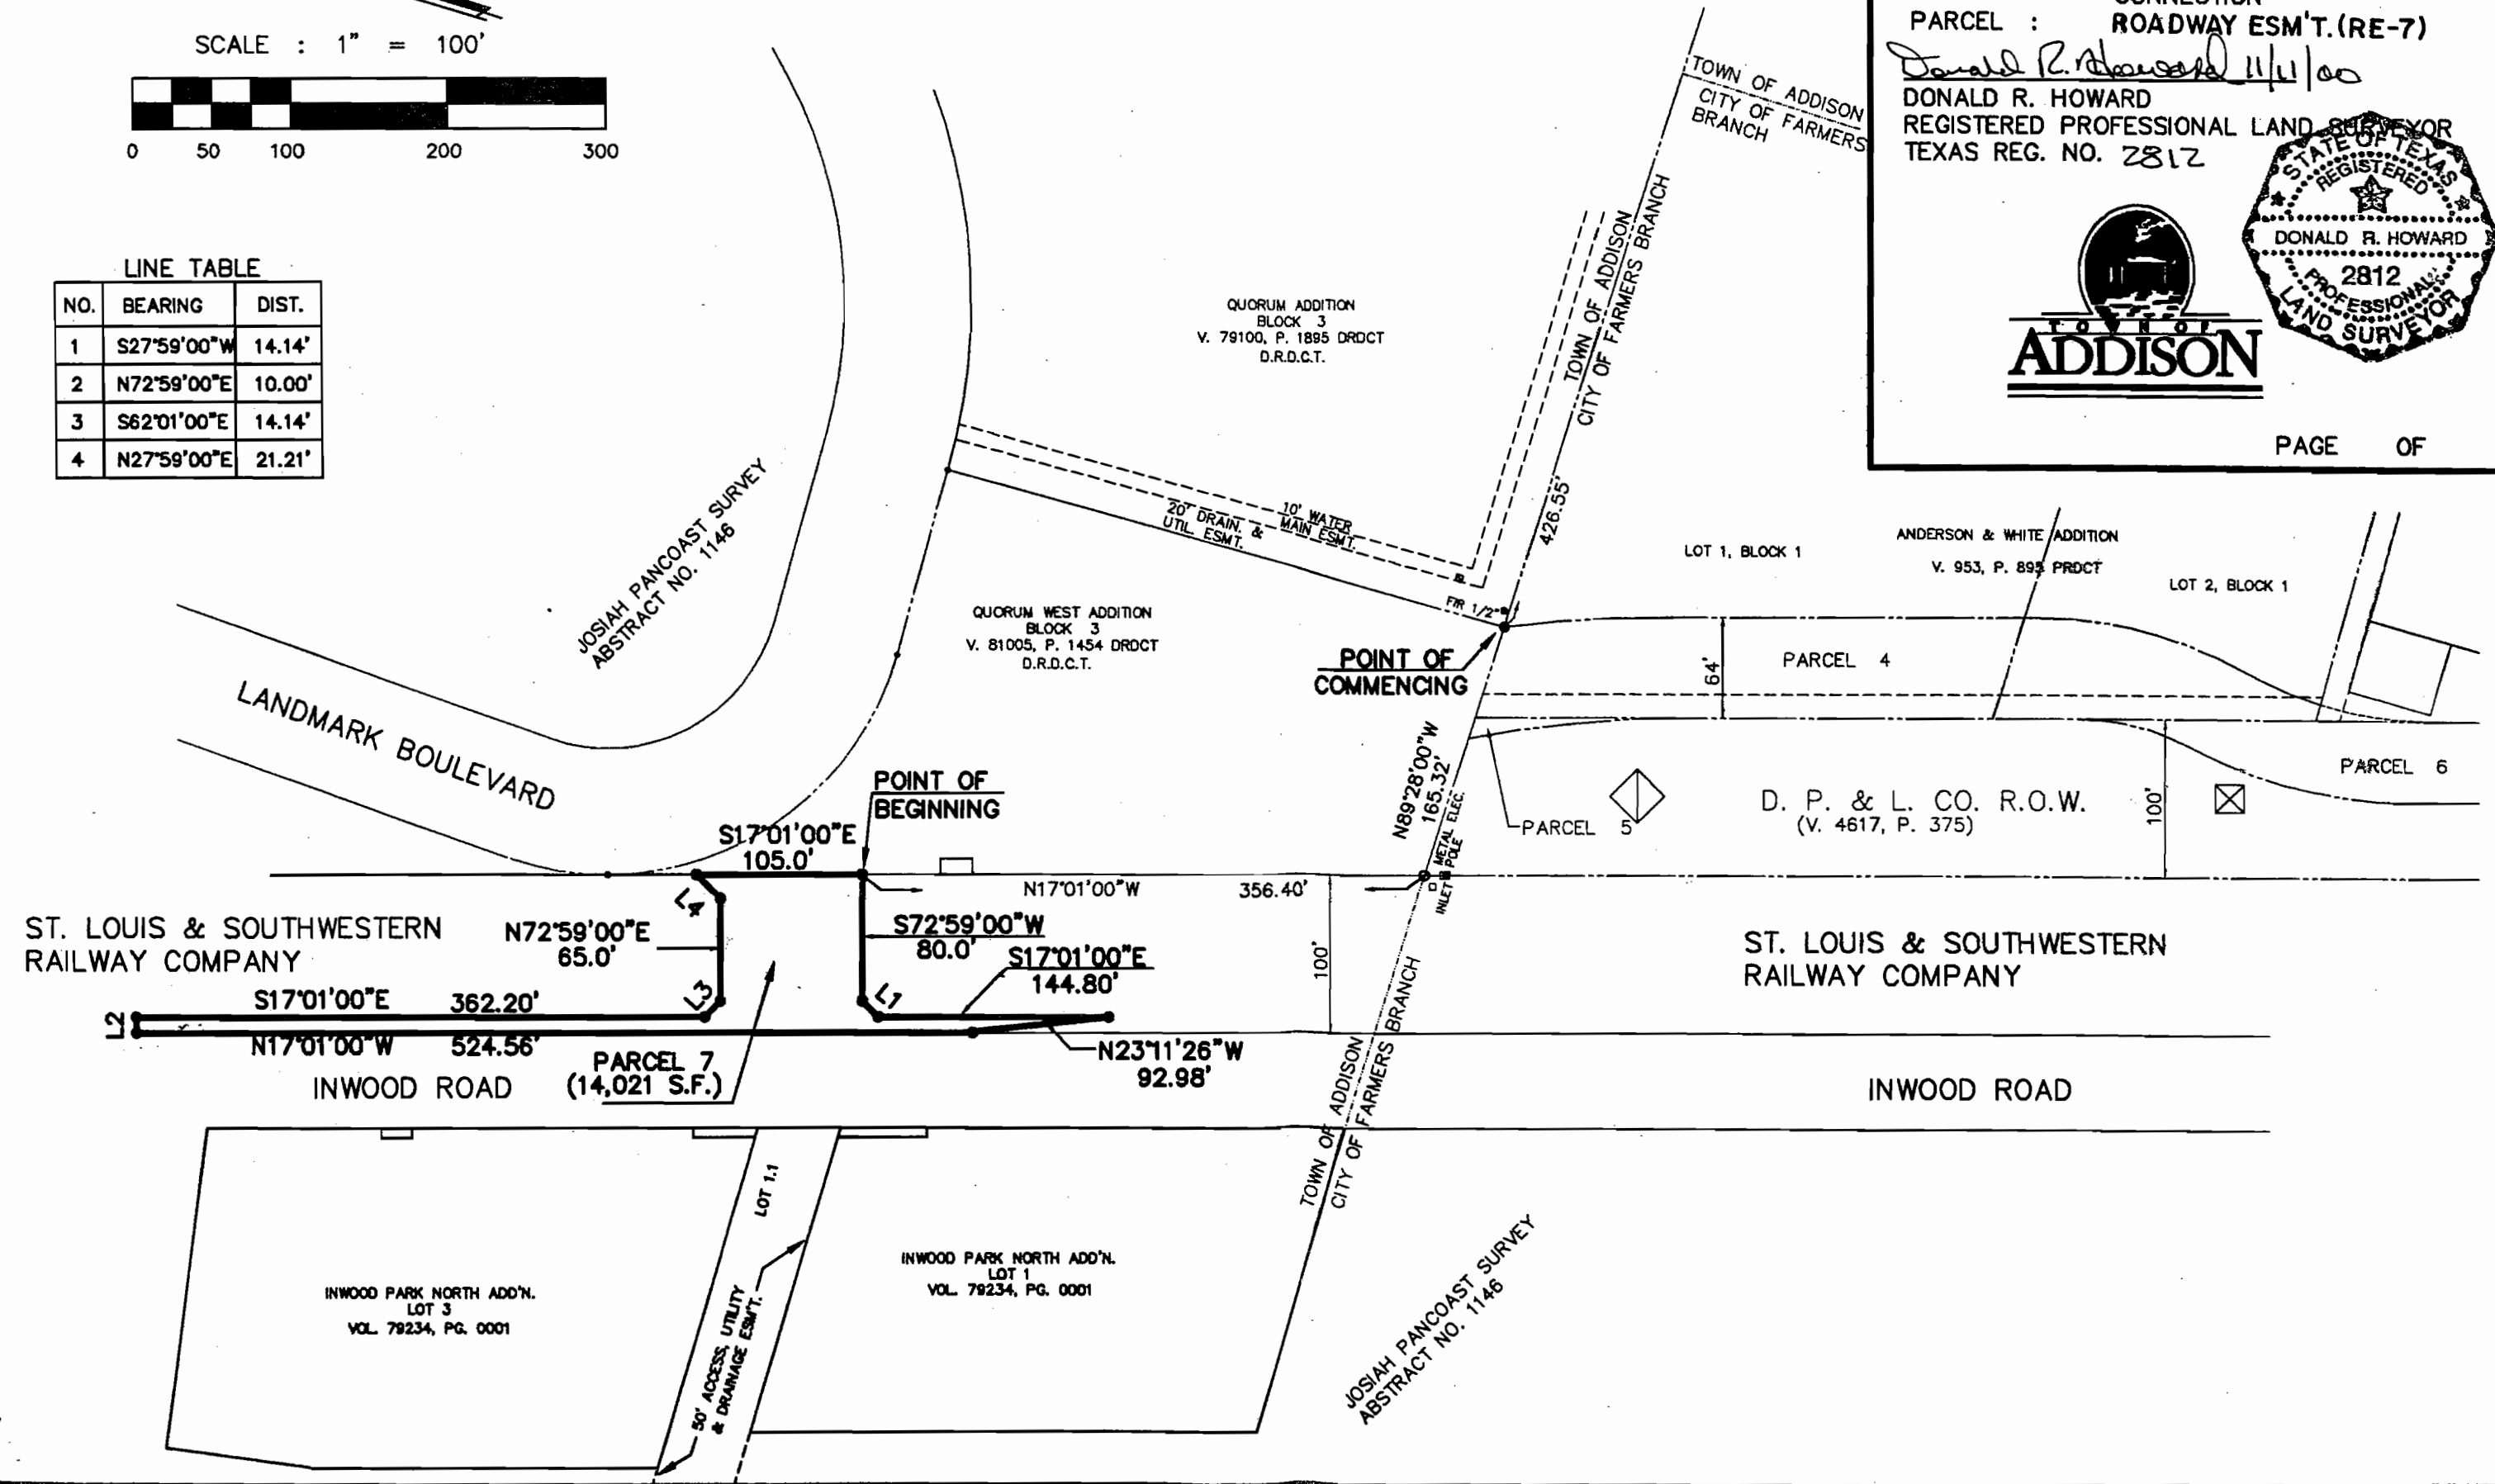 SCALE : 1" = 100'
0 50 100 200 300
LINE TABLE
NO. BEARING DIST.
1 S27°59'00"W 14.14'
2 N72°59'00"E 10.00'
3 S62°01'00"E 14.14'
4 N27°59'00"E 21.21'
CONNECTION
PARCEL : ROADWAY ESM'T.(RE-7)
Donald R. Howard 11/11/00
DONALD R. HOWARD
REGISTERED PROFESSIONAL LAND SURVEYOR
TEXAS REG. NO. 2812
STATE OF TEXAS
REGISTERED
DONALD R. HOWARD
2812
PROFESSIONAL
LAND SURVEYOR
TOWN OF
ADDISON
PAGE OF
TOWN OF ADDISON
CITY OF FARMERS
BRANCH
TOWN OF ADDISON
CITY OF FARMERS BRANCH
426.55'
QUORUM ADDITION
BLOCK 3
V. 79100, P. 1895 DRDCT
D.R.D.C.T.
JOSIAH PANCOAST SURVEY
ABSTRACT NO. 1146
10' WATER
MAIN ESMT.
20' DRAIN. &
UTIL. ESMT.
FIR 1/2"
QUORUM WEST ADDITION
BLOCK 3
V. 81005, P. 1454 DRDCT
D.R.D.C.T.
POINT OF
COMMENCING
LOT 1, BLOCK 1
ANDERSON & WHITE ADDITION
V. 953, P. 895 PRDCT
LOT 2, BLOCK 1
64'
PARCEL 4
PARCEL 6
PARCEL 5
D. P. & L. CO. R.O.W.
(V. 4617, P. 375)
100'
LANDMARK BOULEVARD
POINT OF
BEGINNING
N89°28'00"W
165.32'
METAL ELEC.
POLE
INLET
S17°01'00"E
105.0'
N17°01'00"W 356.40'
L4
ST. LOUIS & SOUTHWESTERN
RAILWAY COMPANY
N72°59'00"E
65.0'
S72°59'00"W
80.0'
S17°01'00"E
144.80'
100'
ST. LOUIS & SOUTHWESTERN
RAILWAY COMPANY
L3
L1
L2
S17°01'00"E 362.20'
N17°01'00"W 524.56'
PARCEL 7
(14,021 S.F.)
N23°11'26"W
92.98'
INWOOD ROAD
INWOOD ROAD
TOWN OF ADDISON
CITY OF FARMERS BRANCH
LOT 1.1
50' ACCESS, UTILITY
& DRAINAGE ESM'T.
INWOOD PARK NORTH ADD'N.
LOT 3
VOL. 79234, PG. 0001
INWOOD PARK NORTH ADD'N.
LOT 1
VOL. 79234, PG. 0001
JOSIAH PANCOAST SURVEY
ABSTRACT NO. 1146